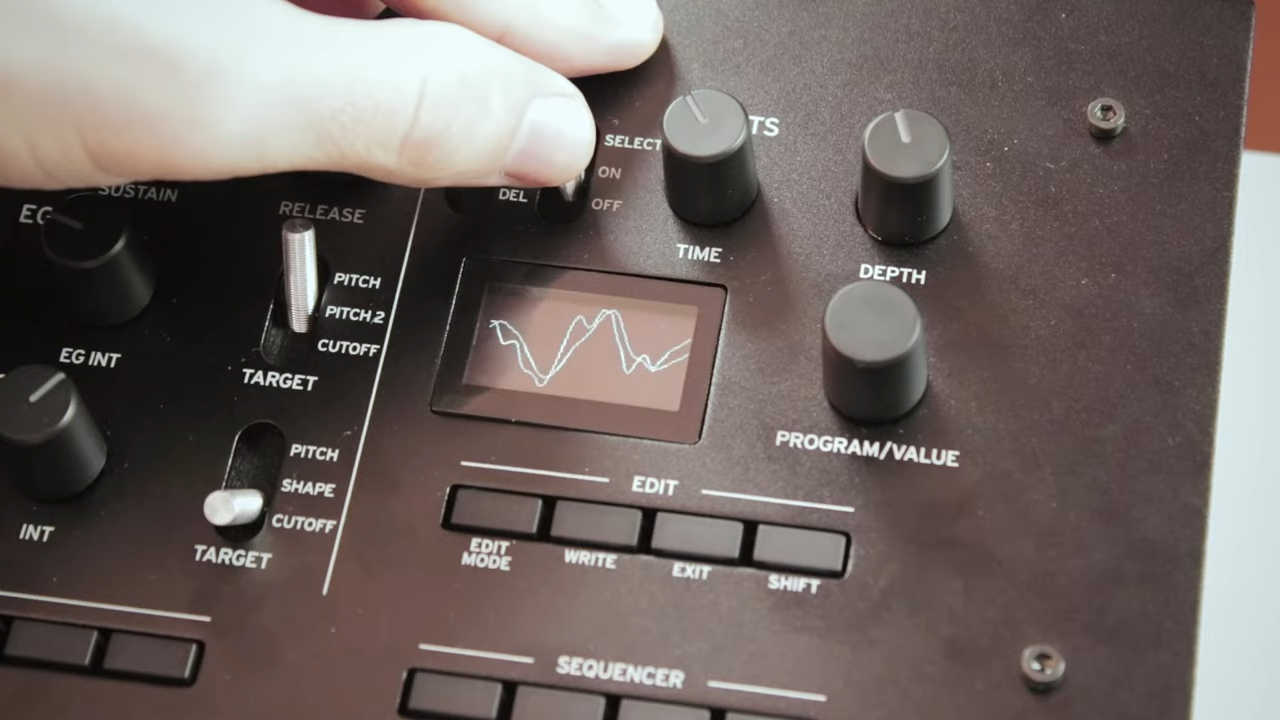 TS
SELECT
ON
OFF
DEL
SUSTAIN
EG
RELEASE
TIME
DEPTH
PITCH
PITCH 2
CUTOFF
EG INT
TARGET
PROGRAM/VALUE
PITCH
SHAPE
CUTOFF
INT
TARGET
EDIT
EDIT
MODE
WRITE
EXIT
SHIFT
SEQUENCER